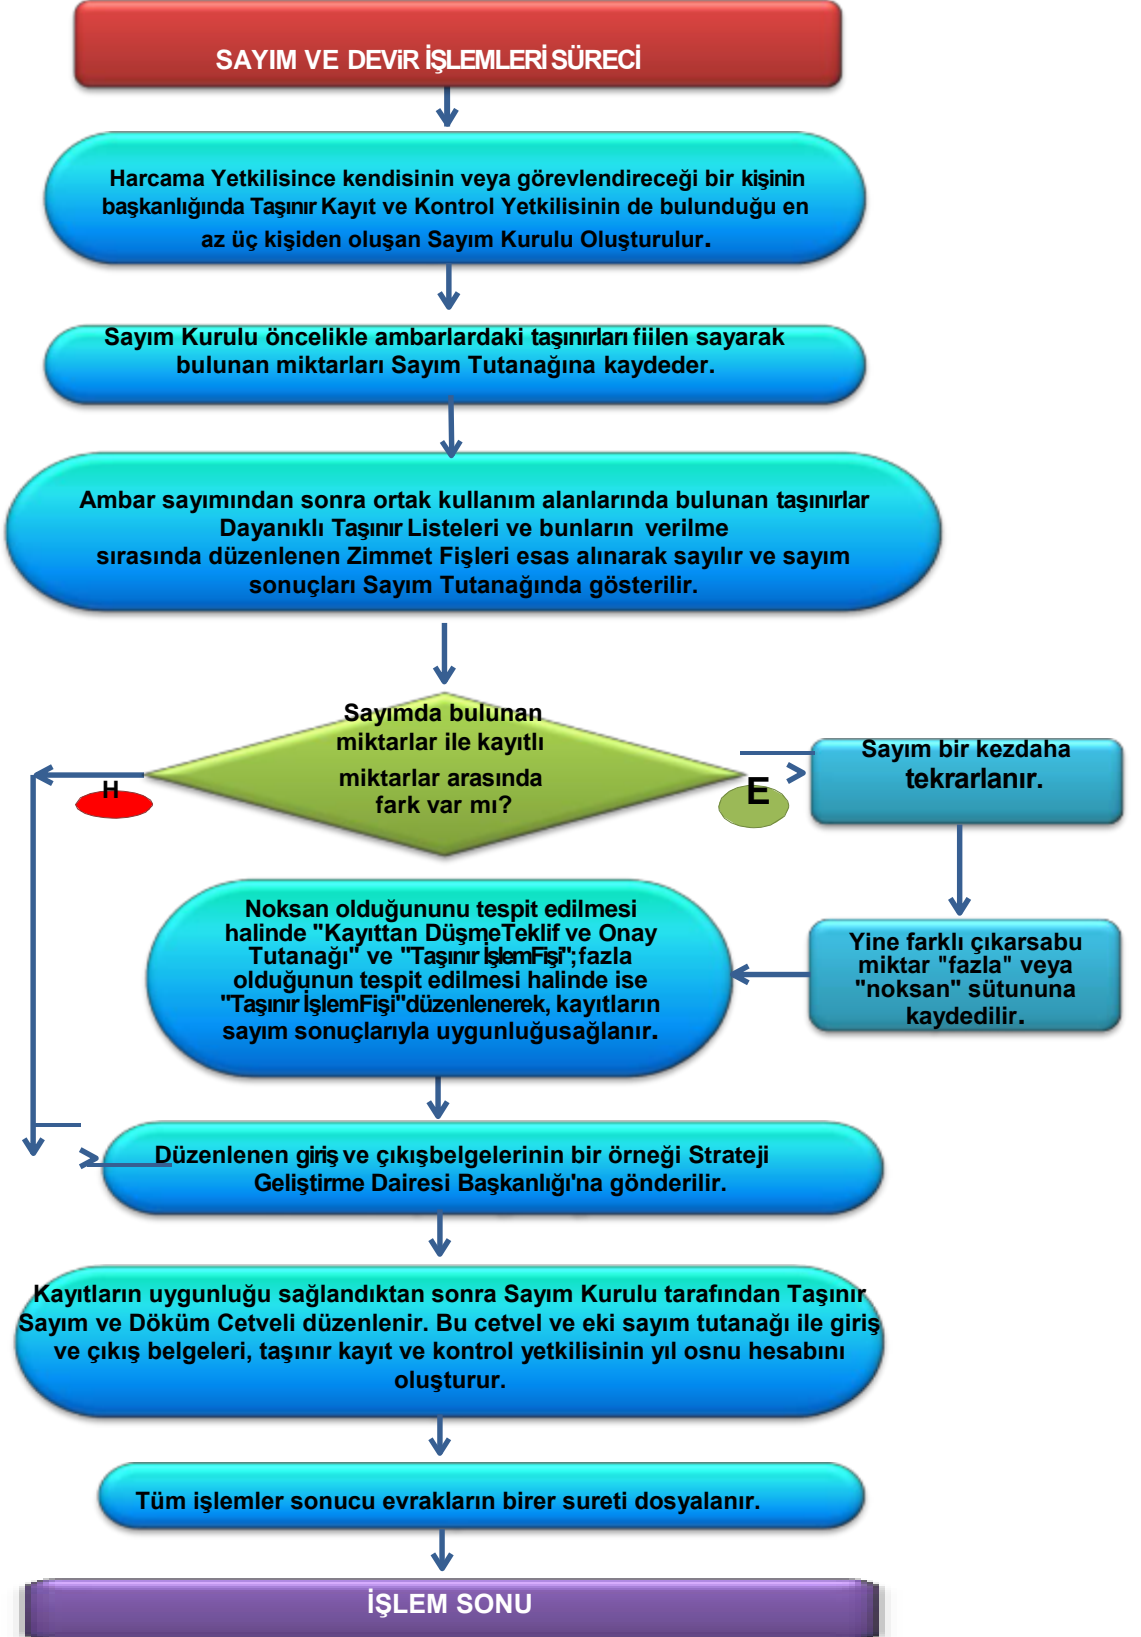 SAYIM VE DEViR İŞLEMLERİ SÜRECİ
Harcama Yetkilisince kendisinin veya görevlendireceği bir kişinin
başkanlığında Taşınır Kayıt ve Kontrol Yetkilisinin de bulunduğu en
az üç kişiden oluşan Sayım Kurulu Oluşturulur.
Sayım Kurulu öncelikle ambarlardaki taşınırları fiilen sayarak
bulunan miktarları Sayım Tutanağına kaydeder.
Ambar sayımından sonra ortak kullanım alanlarında bulunan taşınırlar
Dayanıklı Taşınır Listeleri ve bunların verilme
sırasında düzenlenen Zimmet Fişleri esas alınarak sayılır ve sayım
sonuçları Sayım Tutanağında gösterilir.
Sayımda bulunan
miktarlar ile kayıtlı
miktarlar arasında
fark var mı?
H
E
Sayım bir kezdaha
tekrarlanır.
Yine farklı çıkarsabu
miktar "fazla" veya
"noksan" sütununa
kaydedilir.
Noksan olduğununu tespit edilmesi
halinde "Kayıttan DüşmeTeklif ve Onay
Tutanağı" ve "Taşınır İşlemFişi";fazla
olduğunun tespit edilmesi halinde ise
"Taşınır İşlemFişi"düzenlenerek, kayıtların
sayım sonuçlarıyla uygunluğusağlanır.
Düzenlenen giriş ve çıkışbelgelerinin bir örneği Strateji
Geliştirme Dairesi Başkanlığı'na gönderilir.
Kayıtların uygunluğu sağlandıktan sonra Sayım Kurulu tarafından Taşınır
Sayım ve Döküm Cetveli düzenlenir. Bu cetvel ve eki sayım tutanağı ile giriş
ve çıkış belgeleri, taşınır kayıt ve kontrol yetkilisinin yıl osnu hesabını
oluşturur.
Tüm işlemler sonucu evrakların birer sureti dosyalanır.
İŞLEM SONU